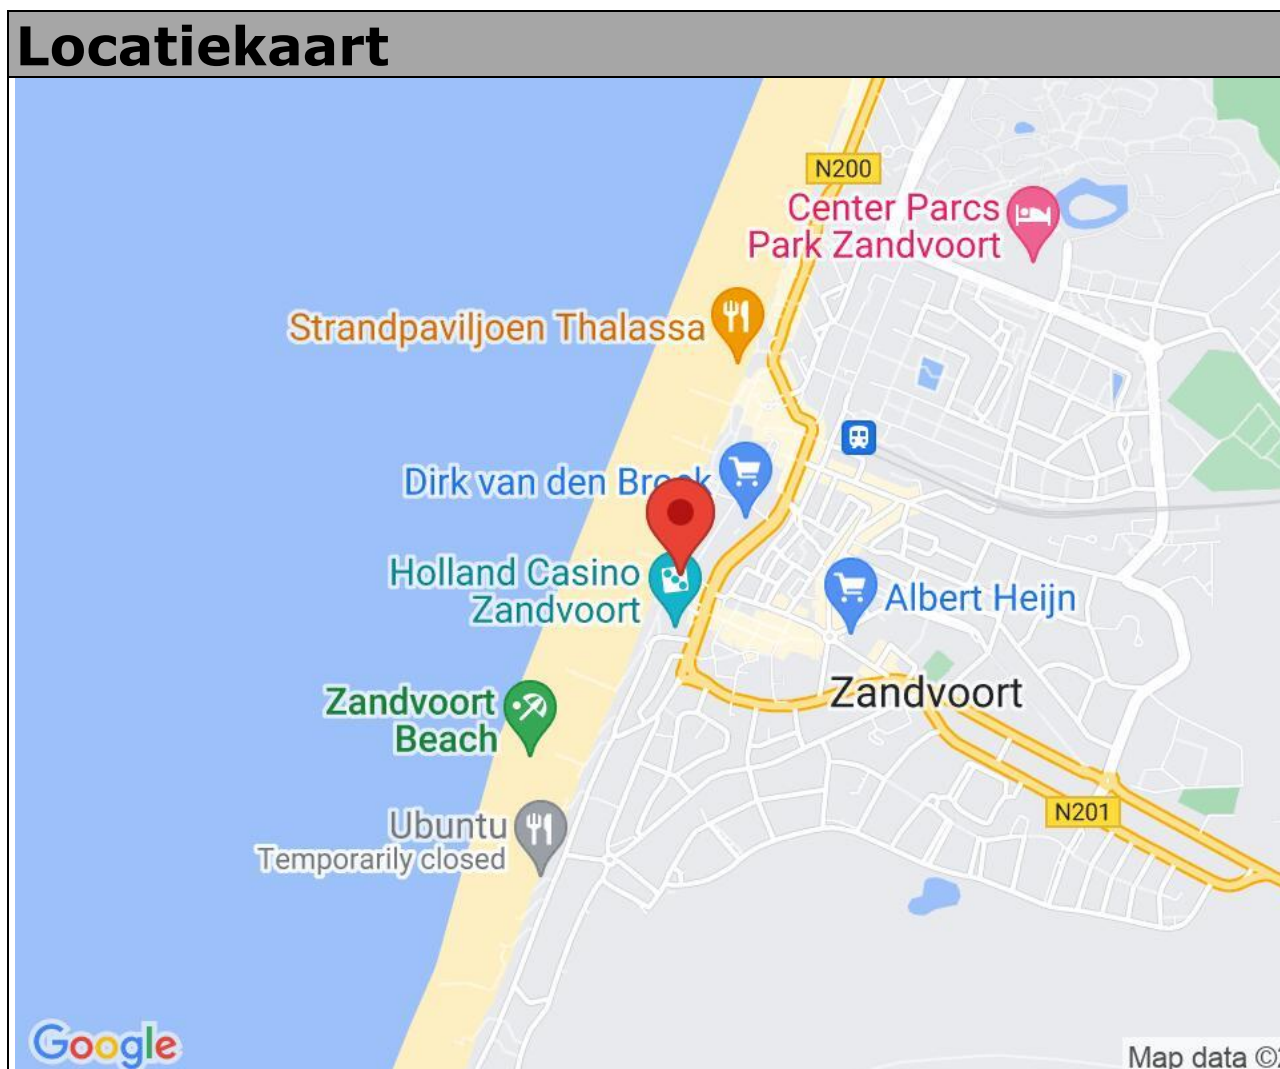 Locatiekaart
N200
Center Parcs
Park Zandvoort
Strandpaviljoen Thalassa
Dirk van den Broek
Holland Casino
Zandvoort
Albert Heijn
Zandvoort
Zandvoort
Beach
N201
Ubuntu
Temporarily closed
Google
Map data ©